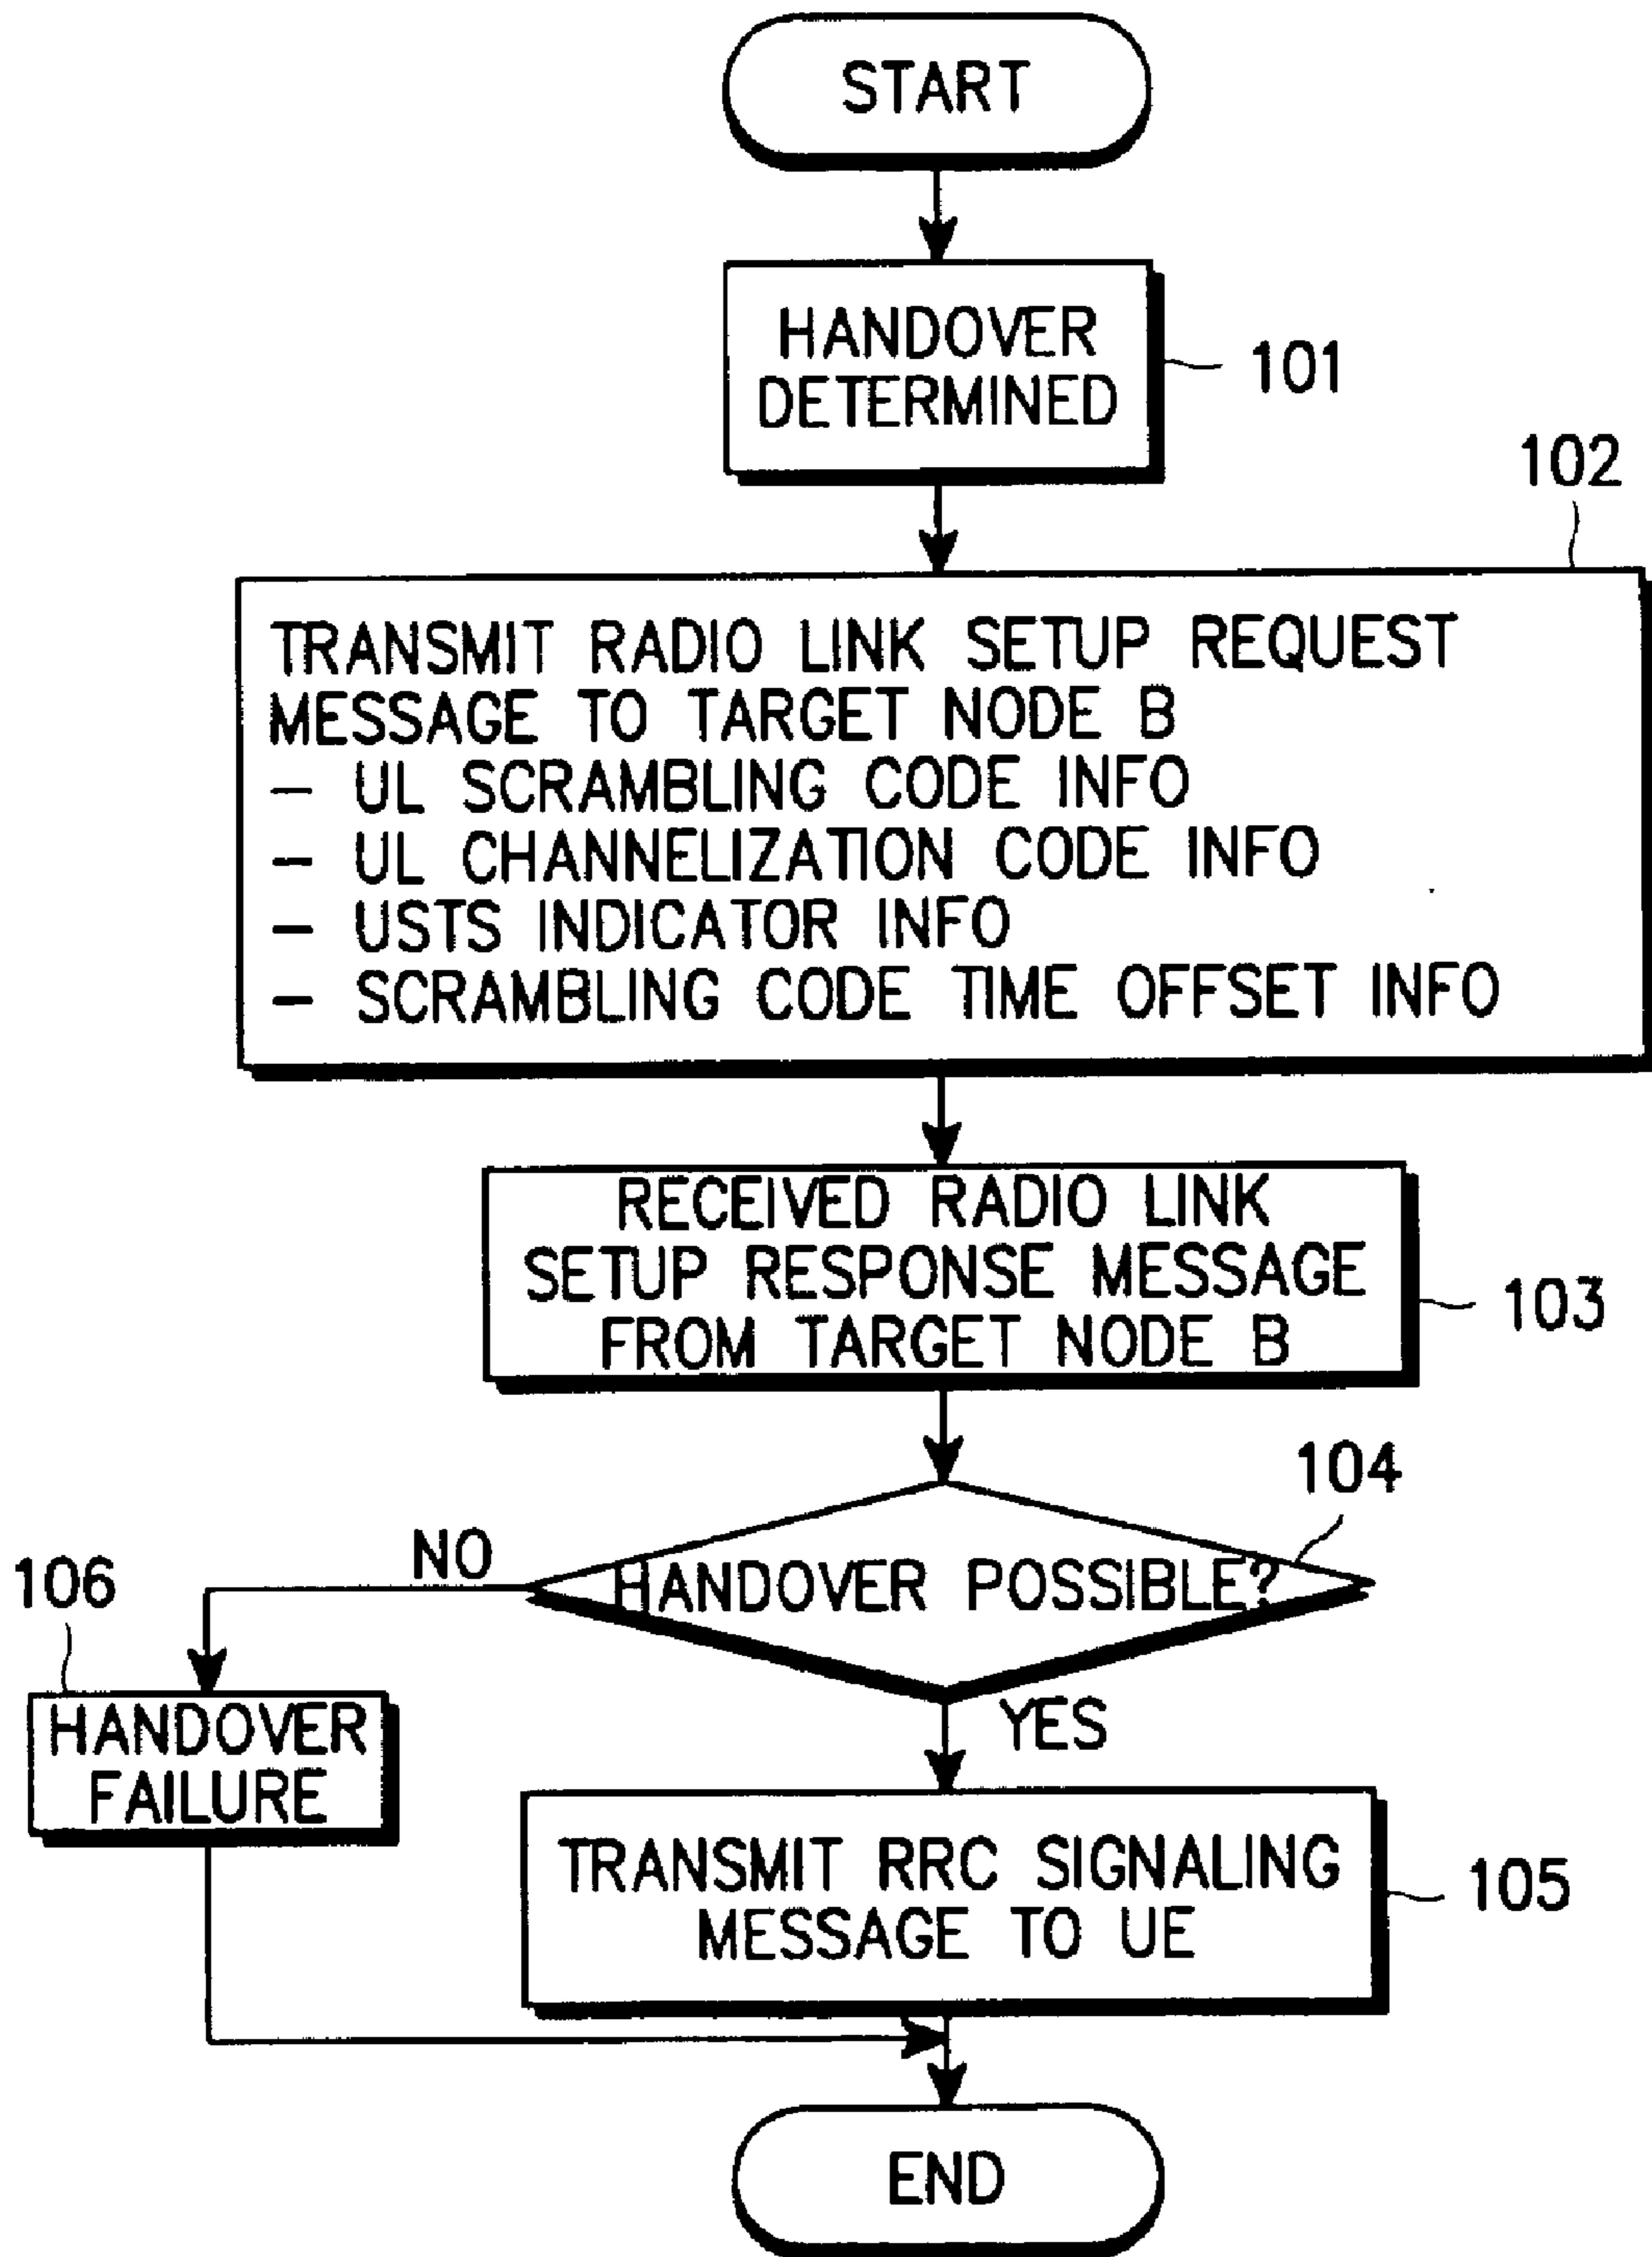 START
HANDOVER
DETERMINED
101
102
TRANSMIT RADIO LINK SETUP REQUEST
MESSAGE TO TARGET NODE B
- UL SCRAMBLING CODE INFO
- UL CHANNELIZATION CODE INFO
- USTS INDICATOR INFO
- SCRAMBLING CODE TIME OFFSET INFO
RECEIVED RADIO LINK
SETUP RESPONSE MESSAGE
FROM TARGET NODE B
103
104
HANDOVER POSSIBLE?
NO
106
HANDOVER
FAILURE
YES
TRANSMIT RRC SIGNALING
MESSAGE TO UE
105
END